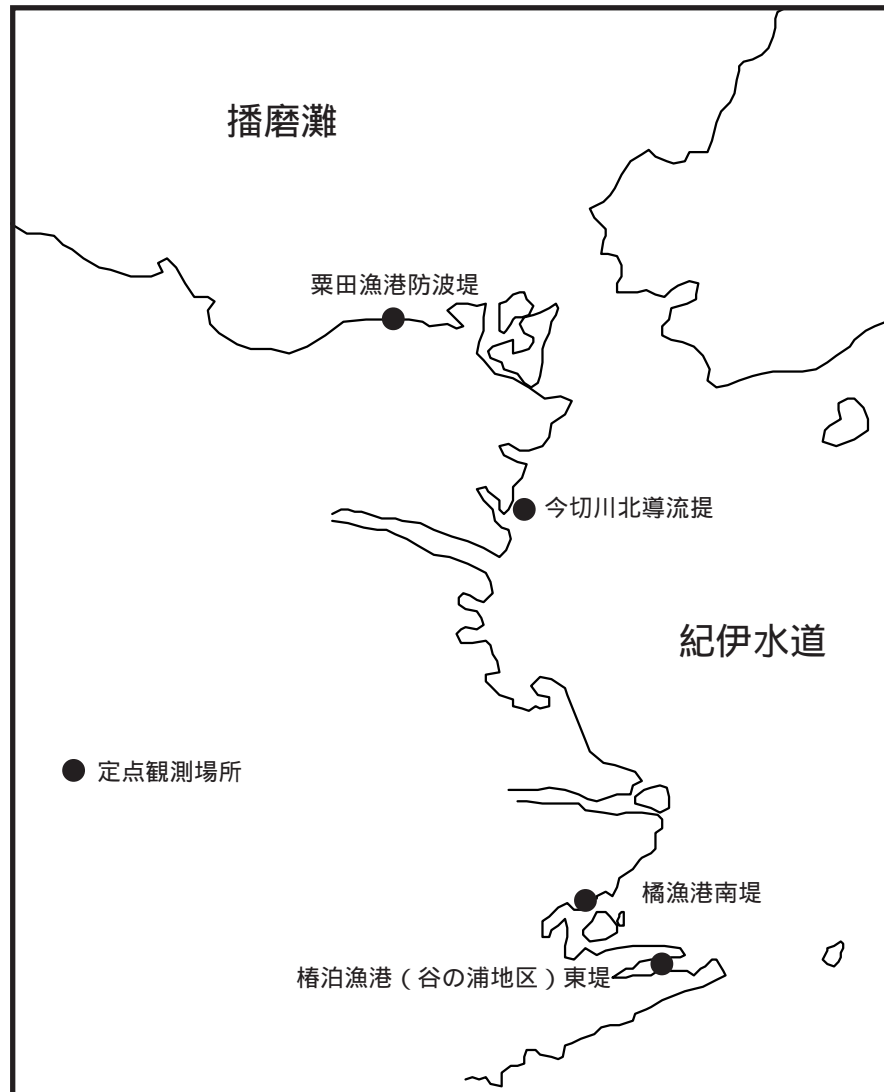 播磨灘
粟田漁港防波堤
今切川北導流提
紀伊水道
定点観測場所
橘漁港南堤
椿泊漁港(谷の浦地区)東堤